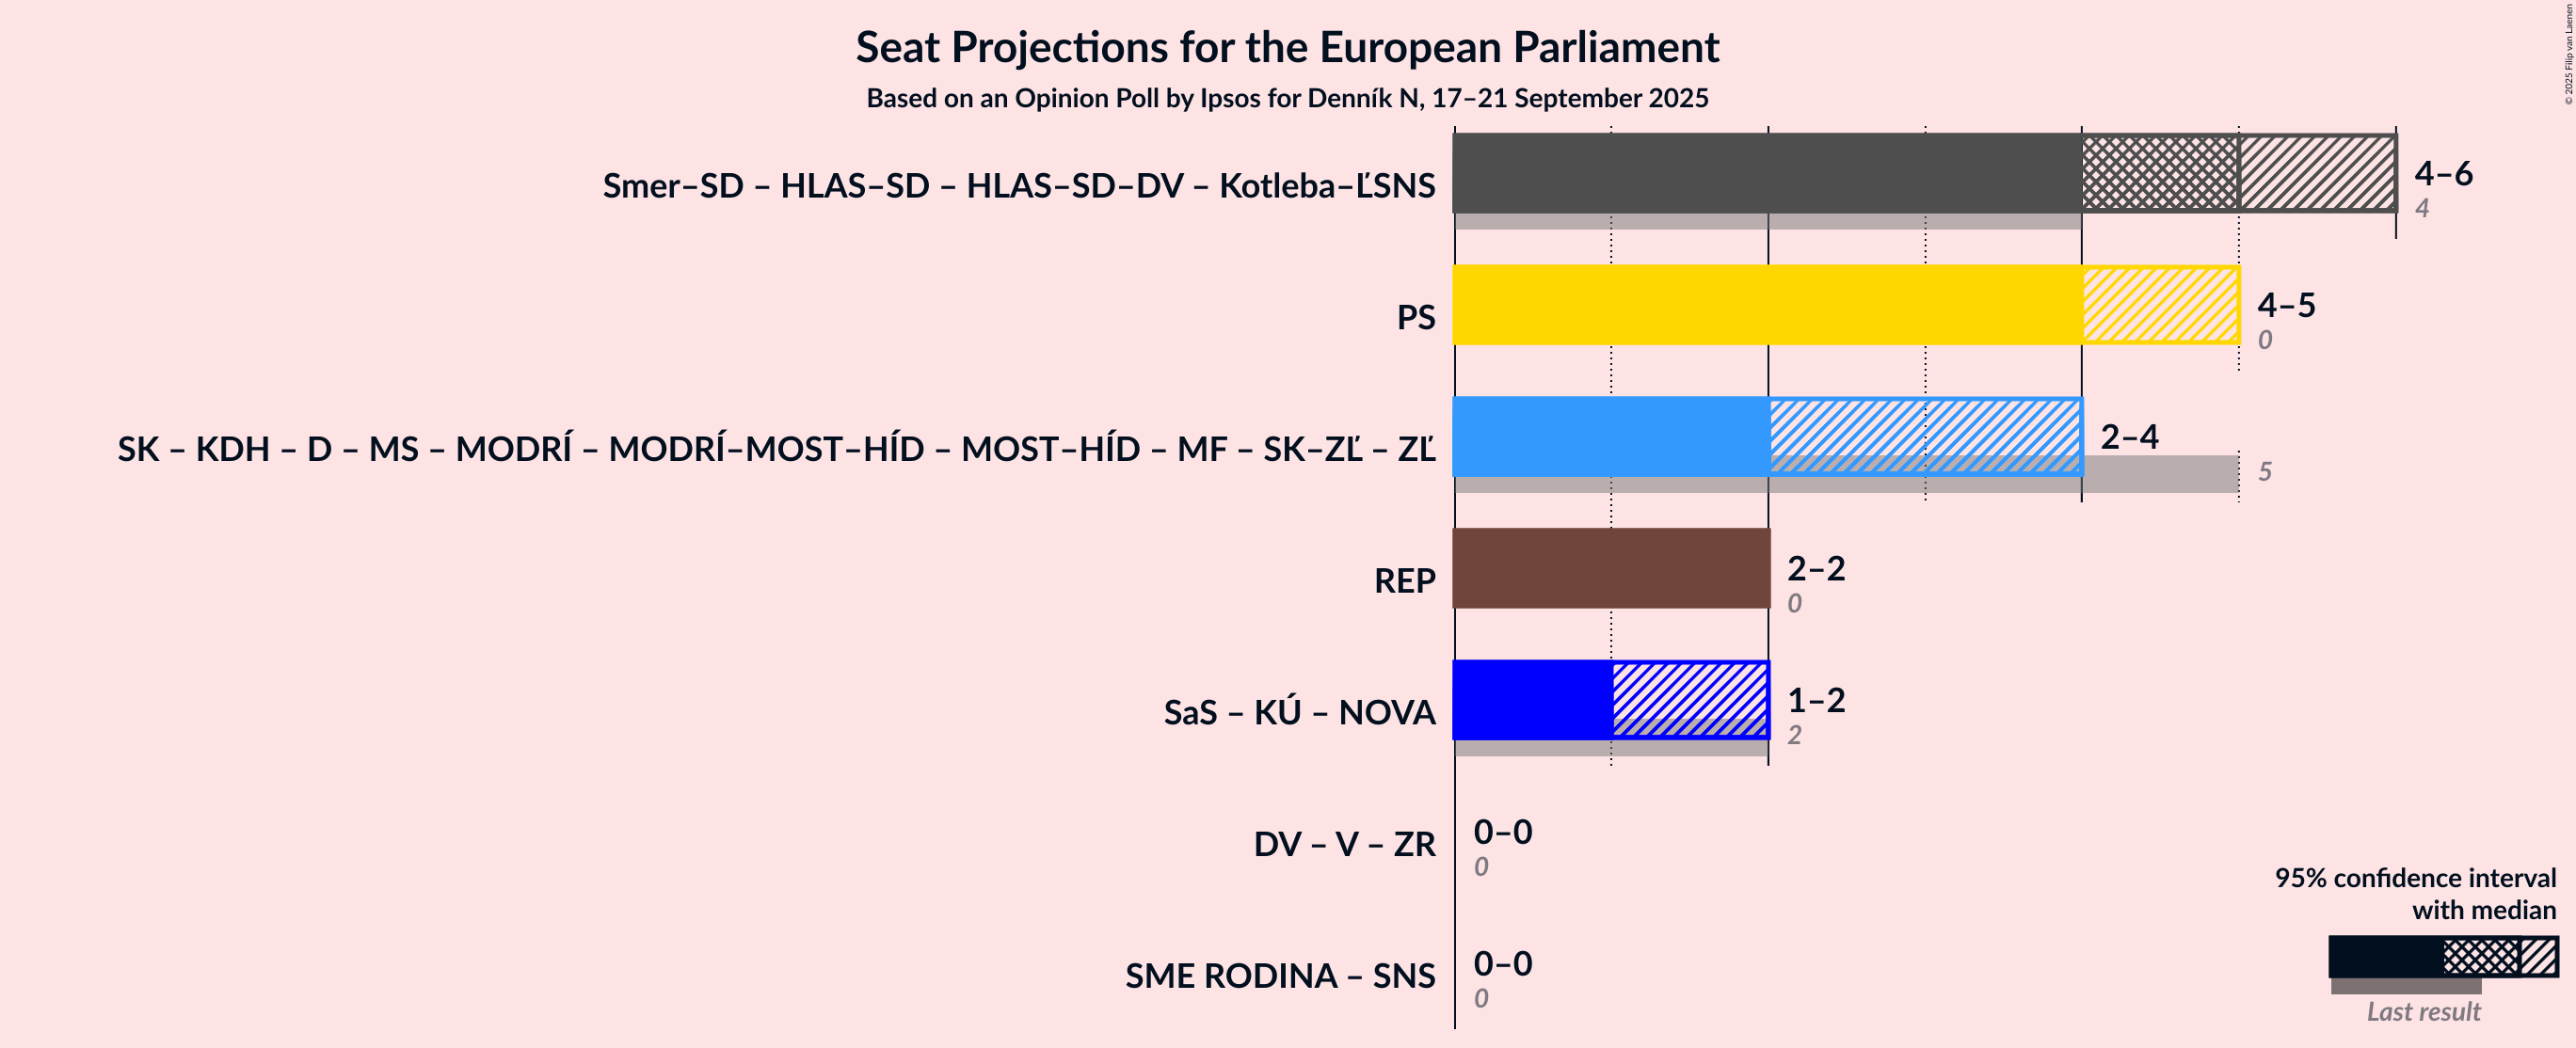 Seat Projections for the European Parliament
Based on an Opinion Poll by Ipsos for Denník N, 17–21 September 2025
© 2025 Filip van Laenen
Smer–SD – HLAS–SD – HLAS–SD–DV – Kotleba–ĽSNS
4–6
4
PS
4–5
0
SK – KDH – D – MS – MODRÍ – MODRÍ–MOST–HÍD – MOST–HÍD – MF – SK–ZĽ – ZĽ
2–4
5
REP
2–2
0
SaS – KÚ – NOVA
1–2
2
DV – V – ZR
0–0
0
SME RODINA – SNS
0–0
0
95% confidence interval
with median
Last result